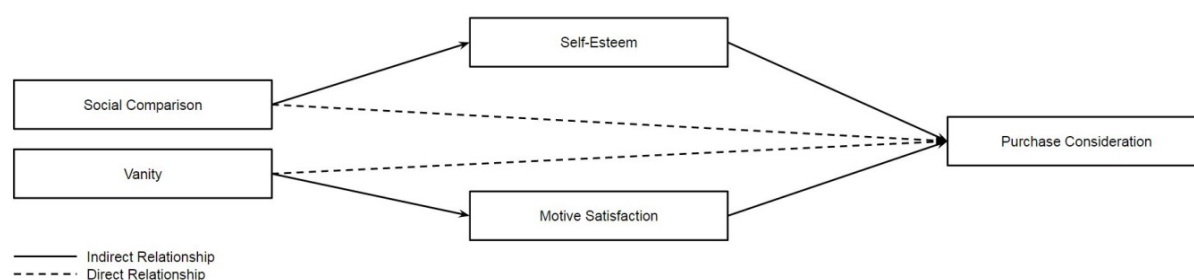 Self-Esteem
Social Comparison
Purchase Consideration
Vanity
Motive Satisfaction
Indirect Relationship
Direct Relationship